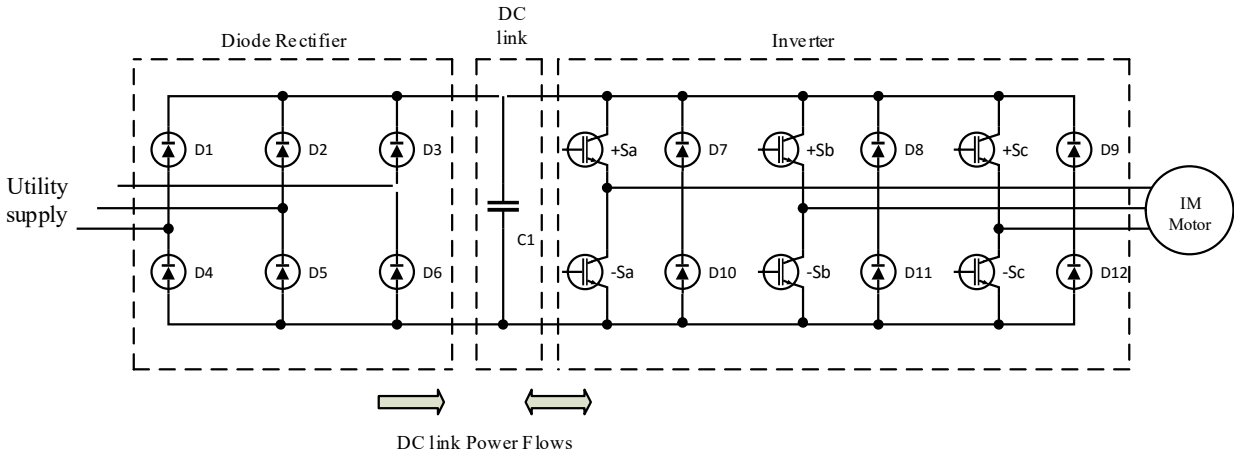 DC
link
Diode Rectifier
Inverter
D1 D2 D3 +Sa D7 +Sb D8 +Sc D9
Utility
supply
IM
Motor
C1
D4 D5 D6 -Sa D10 -Sb D11 -Sc D12
DC link Power Flows